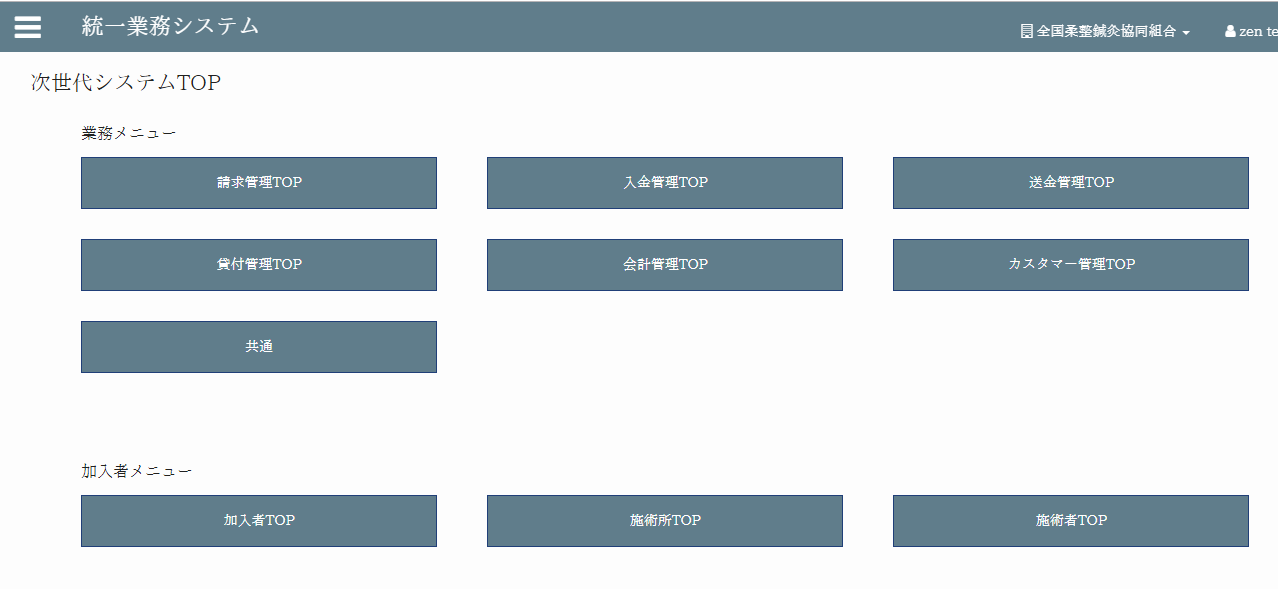 統一業務システム
全国柔整鍼灸協同組合
zen te
次世代システムTOP
業務メニュー
請求管理TOP
入金管理TOP
送金管理TOP
貸付管理TOP
会計管理TOP
カスタマー管理TOP
共通
加入者メニュー
加入者TOP
施術所TOP
施術者TOP